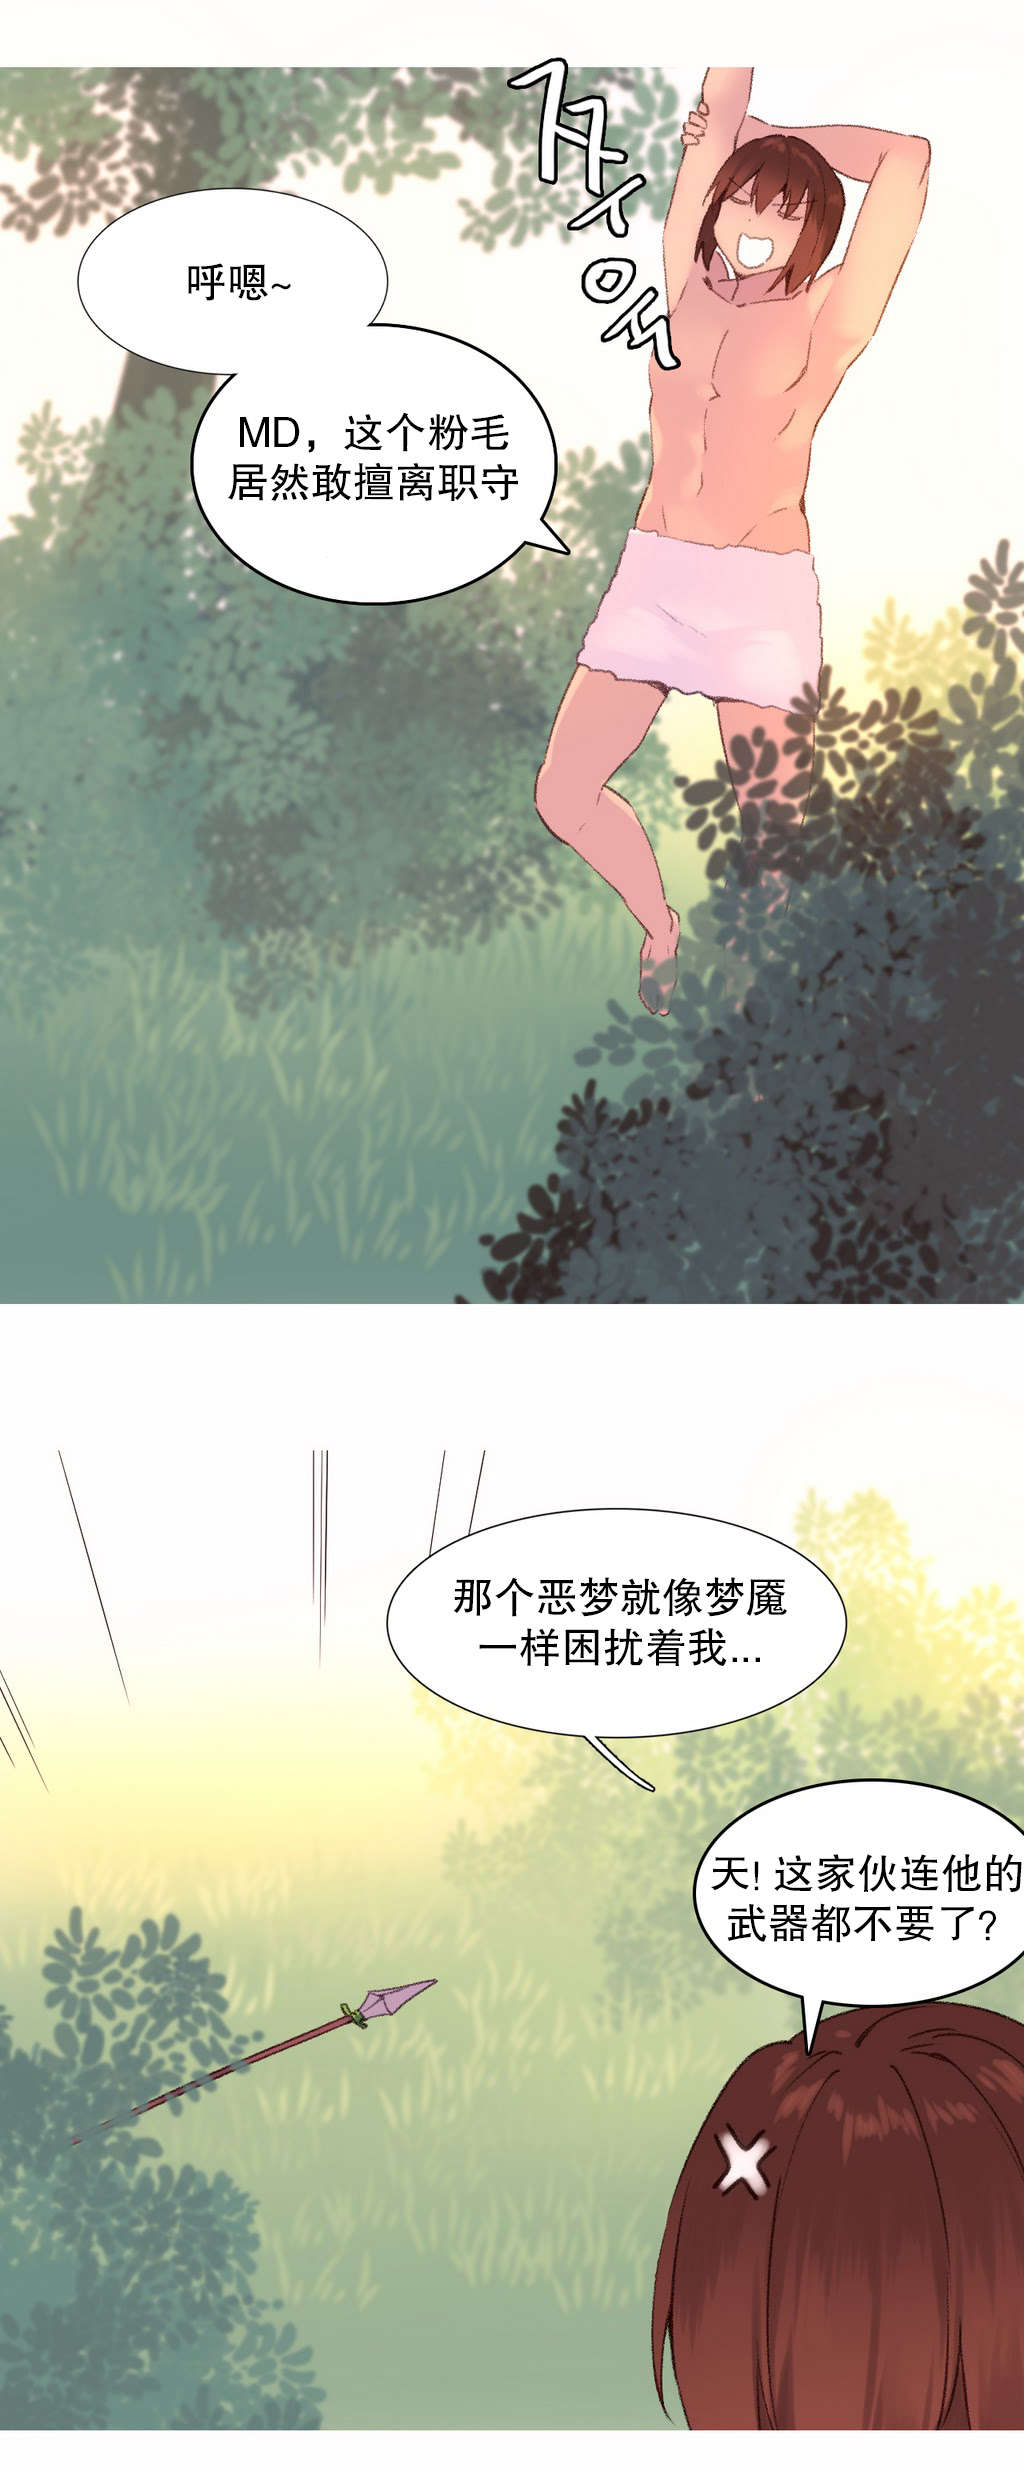 呼嗯~
MD，这个粉毛
居然敢擅离职守
那个恶梦就像梦魇
一样困扰着我...
天! 这家伙连他的
武器都不要了?